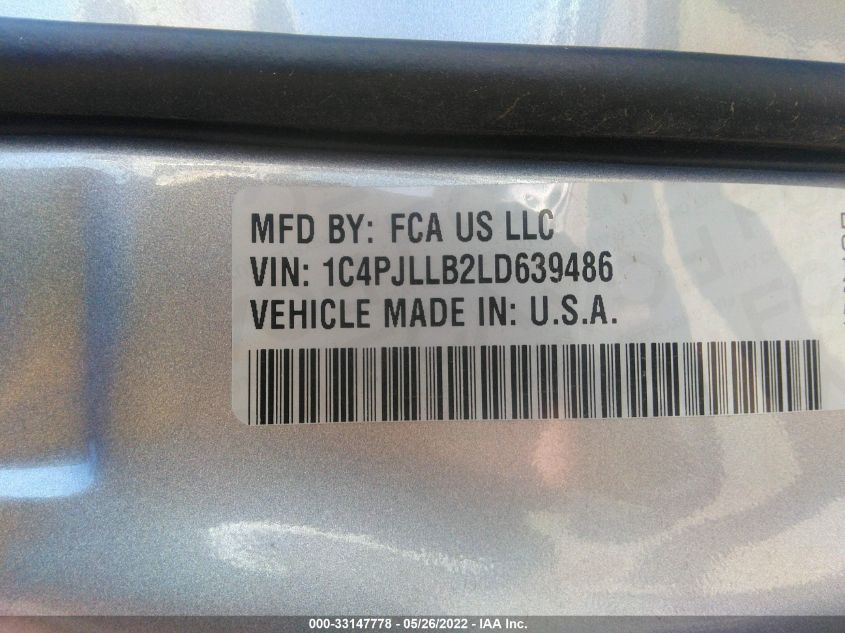 MFD BY: FCA US LLC
VIN: 1C4PJLLB2LD639486
VEHICLE MADE IN: U.S.A.
000-33147778 - 05/26/2022 - IAA Inc.